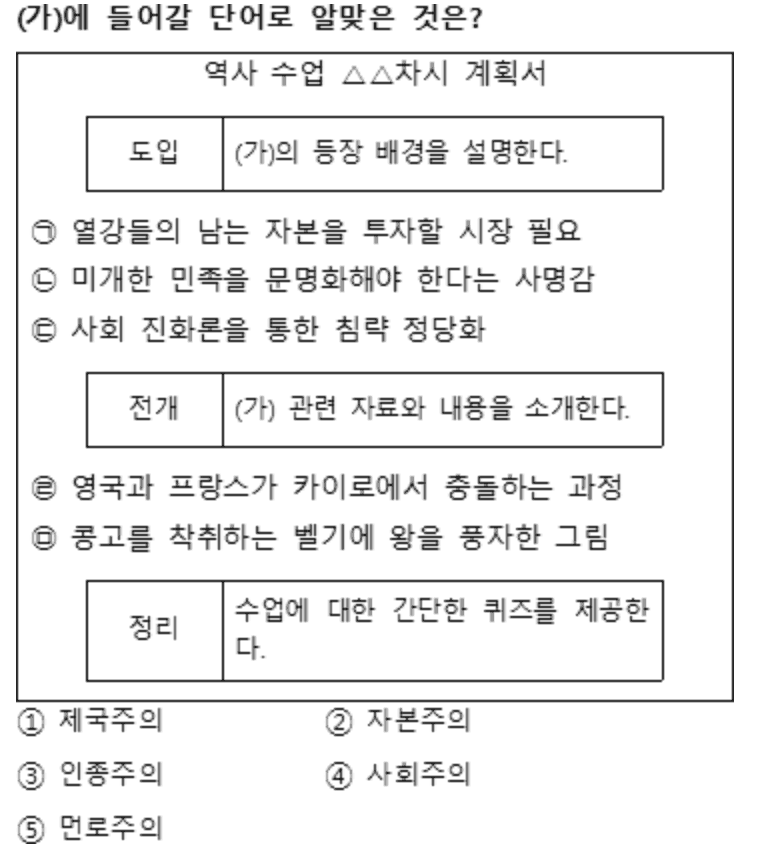 (가)에 들어갈 단어로 알맞은 것은?
역사 수업 △△차시 계획서
도입 (가)의 등장 배경을 설명한다.
㉠ 열강들의 남는 자본을 투자할 시장 필요
㉡ 미개한 민족을 문명화해야 한다는 사명감
㉢ 사회 진화론을 통한 침략 정당화
전개 (가) 관련 자료와 내용을 소개한다.
㉣ 영국과 프랑스가 카이로에서 충돌하는 과정
㉤ 콩고를 착취하는 벨기에 왕을 풍자한 그림
정리 수업에 대한 간단한 퀴즈를 제공한
다.
① 제국주의 ② 자본주의
③ 인종주의 ④ 사회주의
⑤ 먼로주의